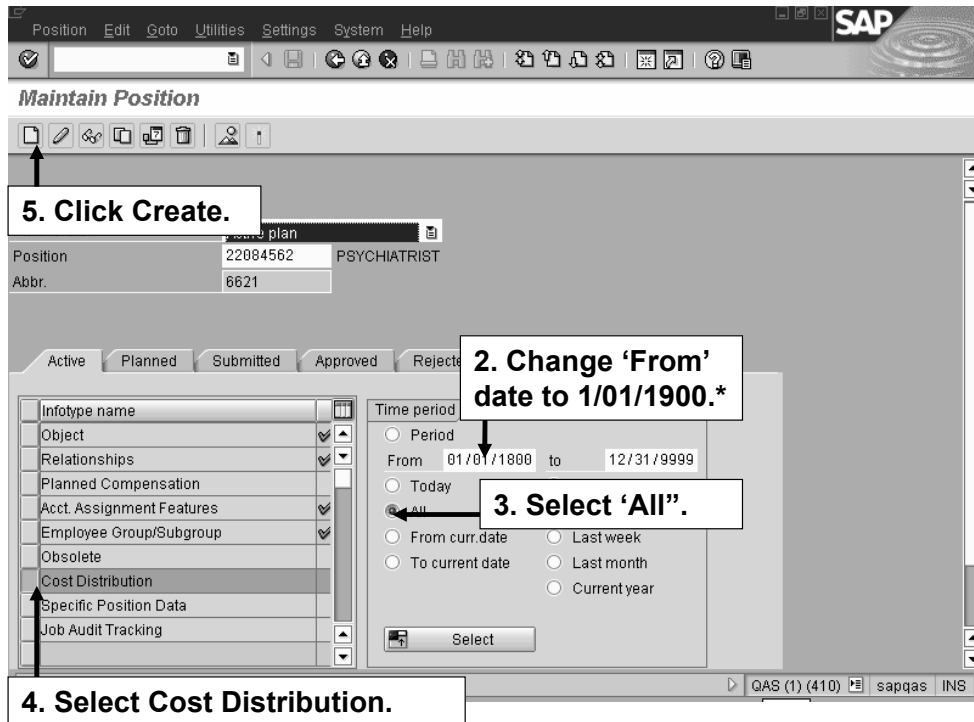 Position Edit Goto Utilities Settings System Help
SAP
Maintain Position
5. Click Create.
plan
Position 22084562 PSYCHIATRIST
Abbr. 6621
2. Change ‘From’
date to 1/01/1900.*
Active Planned Submitted Approved
Infotype name
Object
Relationships
Planned Compensation
Acct. Assignment Features
Employee Group/Subgroup
Obsolete
Cost Distribution
Specific Position Data
Job Audit Tracking
Time period
Period
From 01/01/1800 to 12/31/9999
Today
3. Select ‘All”.
All
From curr.date Last week
To current date Last month
Current year
Select
4. Select Cost Distribution.
QAS (1) (410) sapqas INS